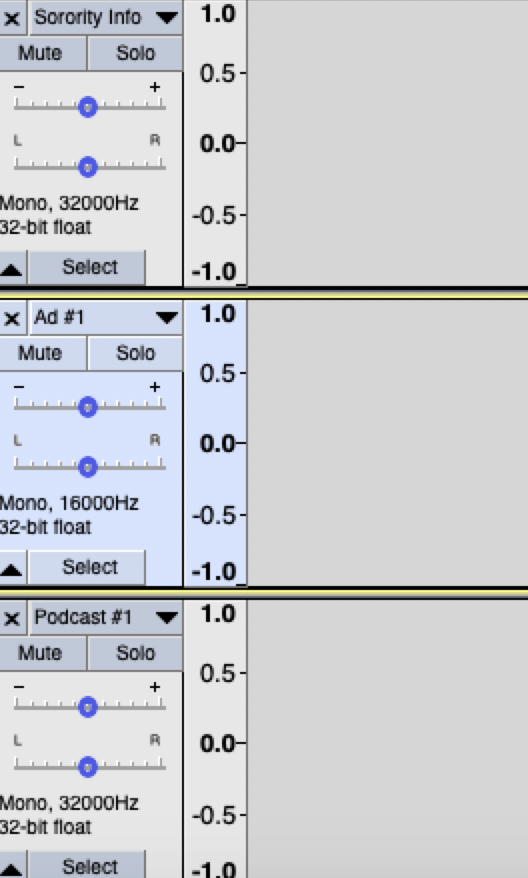 × Sorority Info ▼
1.0
Mute Solo
0.5
- +
0.0
L R
Mono, 32000Hz
-0.5
32-bit float
▲ Select
-1.0
× Ad #1 ▼
1.0
Mute Solo
0.5
- +
0.0
L R
Mono, 16000Hz
-0.5
32-bit float
▲ Select
-1.0
× Podcast #1 ▼
1.0
Mute Solo
0.5
- +
0.0
L R
Mono, 32000Hz
-0.5
32-bit float
▲ Select
-1.0